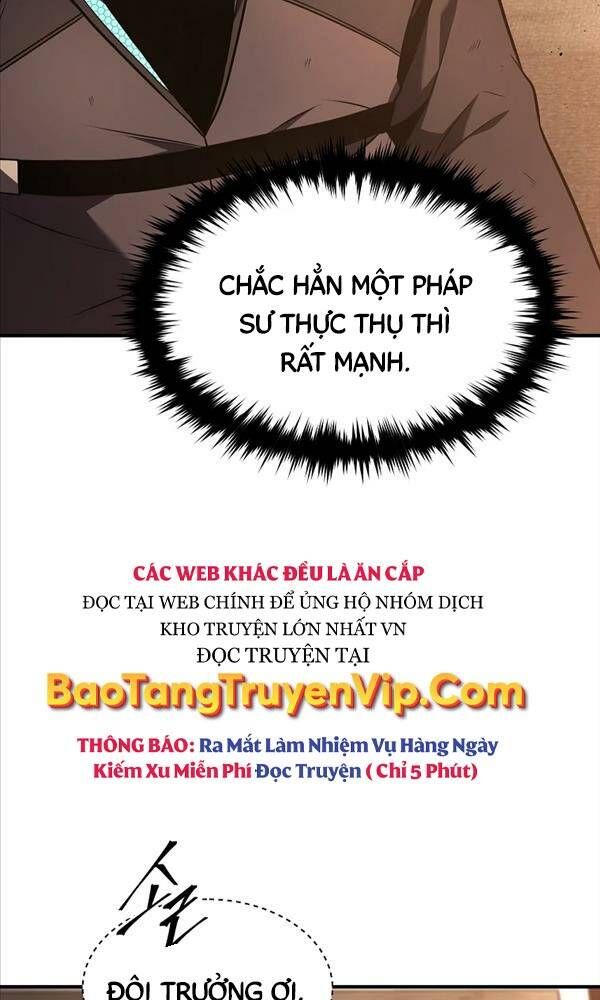 CHẮC HẲN MỘT PHÁP
SƯ THỰC THỤ THÌ
RẤT MẠNH.
CÁC WEB KHÁC ĐỀU LÀ ĂN CẮP
ĐỌC TẠI WEB CHÍNH ĐỂ ỦNG HỘ NHÓM DỊCH
KHO TRUYỆN LỚN NHẤT VN
ĐỌC TRUYỆN TẠI
BaoTangTruyenVip.Com
THÔNG BÁO: Ra Mắt Làm Nhiệm Vụ Hàng Ngày
Kiếm Xu Miễn Phí Đọc Truyện ( Chỉ 5 Phút)
ĐỘI TRƯỞNG ƠI,